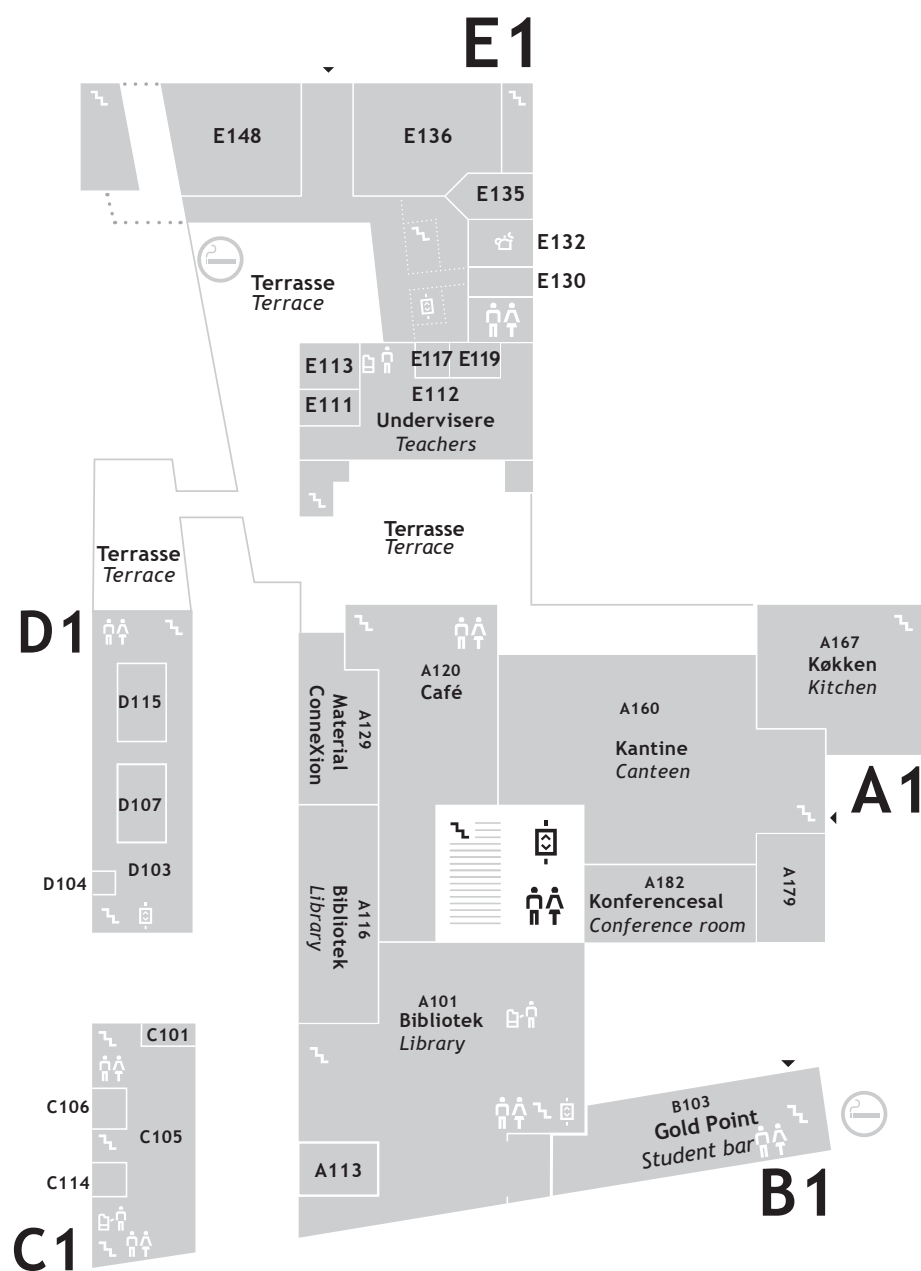 E1
E148
E136
E135
E132
E130
Terrasse
Terrace
E113
E117
E119
E111
E112
Undervisere
Teachers
Terrasse
Terrace
Terrasse
Terrace
D1
D115
D107
D103
D104
A120
Café
A129
Material
ConneXion
A160
Kantine
Canteen
A167
Køkken
Kitchen
A1
A116
Bibliotek
Library
A182
Konferencesal
Conference room
A179
A101
Bibliotek
Library
A113
C101
C106
C105
C114
C1
B103
Gold Point
Student bar
B1